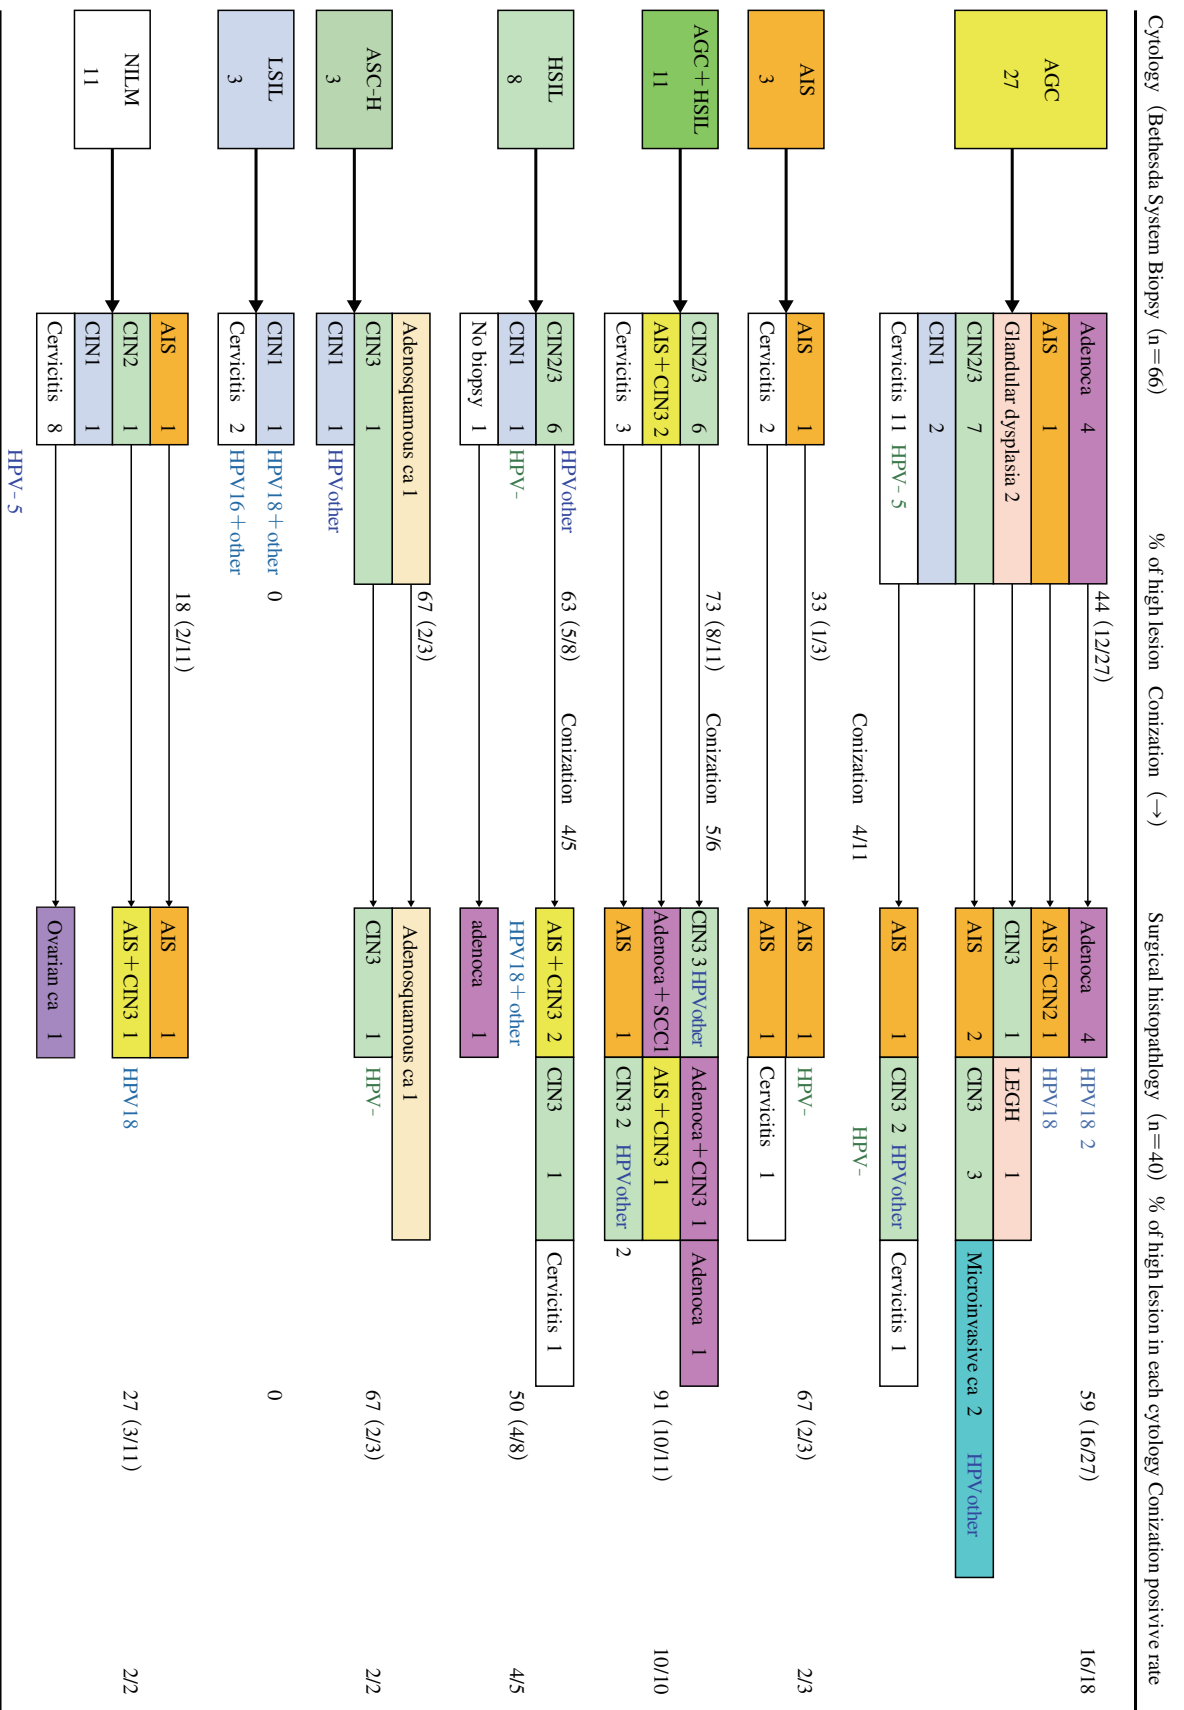 Cytology (Bethesda System Biopsy (n=66) % of high lesion Conization (→) Surgical histopathlogy (n=40) % of high lesion in each cytology Conization posivive rate
AGC
27
Adenoca 4
AIS 1
Glandular dysplasia 2
CIN2/3 7
CIN1 2
Cervicitis 11 HPV- 5
44 (12/27)
Conization 4/11
Adenoca 4 HPV18 2
AIS+CIN2 1 HPV18
CIN3 1 LEGH 1
AIS 2 CIN3 3 Microinvasive ca 2 HPVother
AIS 1 CIN3 2 HPVother Cervicitis 1
HPV-
59 (16/27)
16/18
AIS
3
AIS 1
Cervicitis 2
33 (1/3)
AIS 1 HPV-
AIS 1 Cervicitis 1
67 (2/3)
2/3
AGC+HSIL
11
CIN2/3 6
AIS+CIN3 2
Cervicitis 3
73 (8/11)
Conization 5/6
CIN3 3 HPVother Adenoca+CIN3 1 Adenoca 1
Adenoca+SCC1 AIS+CIN3 1
AIS 1 CIN3 2 HPVother 2
91 (10/11)
10/10
HSIL
8
CIN2/3 6 HPVother
CIN1 1 HPV-
No biopsy 1
63 (5/8)
Conization 4/5
AIS+CIN3 2 CIN3 1 Cervicitis 1
HPV18+other
adenoca 1
50 (4/8)
4/5
ASC-H
3
Adenosquamous ca 1
CIN3 1
CIN1 1 HPVother
67 (2/3)
Adenosquamous ca 1
CIN3 1 HPV-
67 (2/3)
2/2
LSIL
3
CIN1 1 HPV18+other
Cervicitis 2 HPV16+other
0
0
NILM
11
AIS 1
CIN2 1
CIN1 1
Cervicitis 8
HPV- 5
18 (2/11)
AIS 1
AIS+CIN3 1 HPV18
Ovarian ca 1
27 (3/11)
2/2